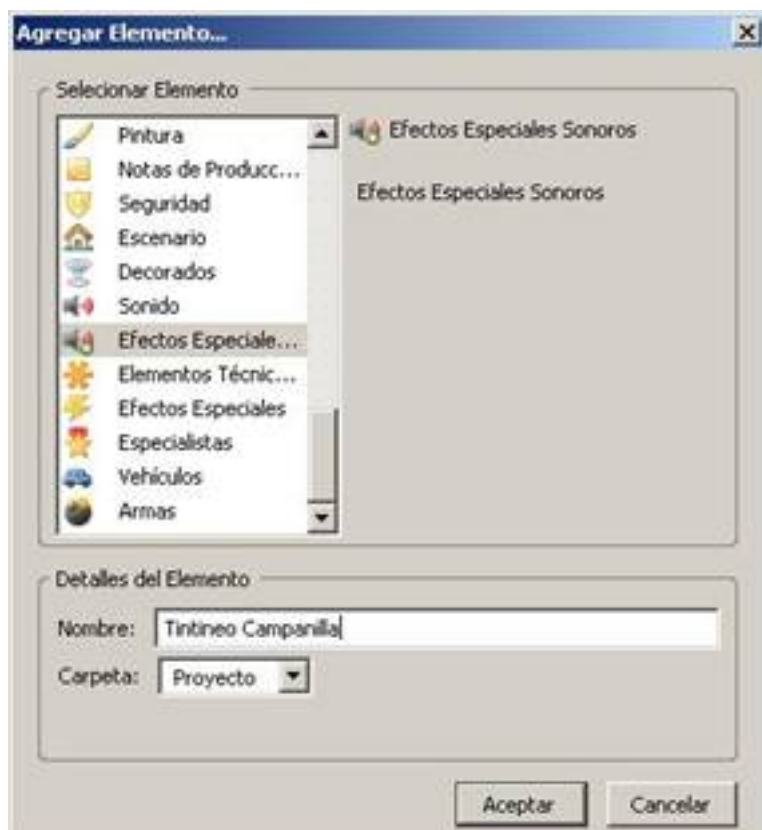 Agregar Elemento...
Selecionar Elemento
Pintura
Notas de Producc...
Seguridad
Escenario
Decorados
Sonido
Efectos Especiale...
Elementos Técnic...
Efectos Especiales
Especialistas
Vehículos
Armas
Efectos Especiales Sonoros
Efectos Especiales Sonoros
Detalles del Elemento
Nombre: Tintineo Campanilla
Carpeta: Proyecto
Aceptar Cancelar